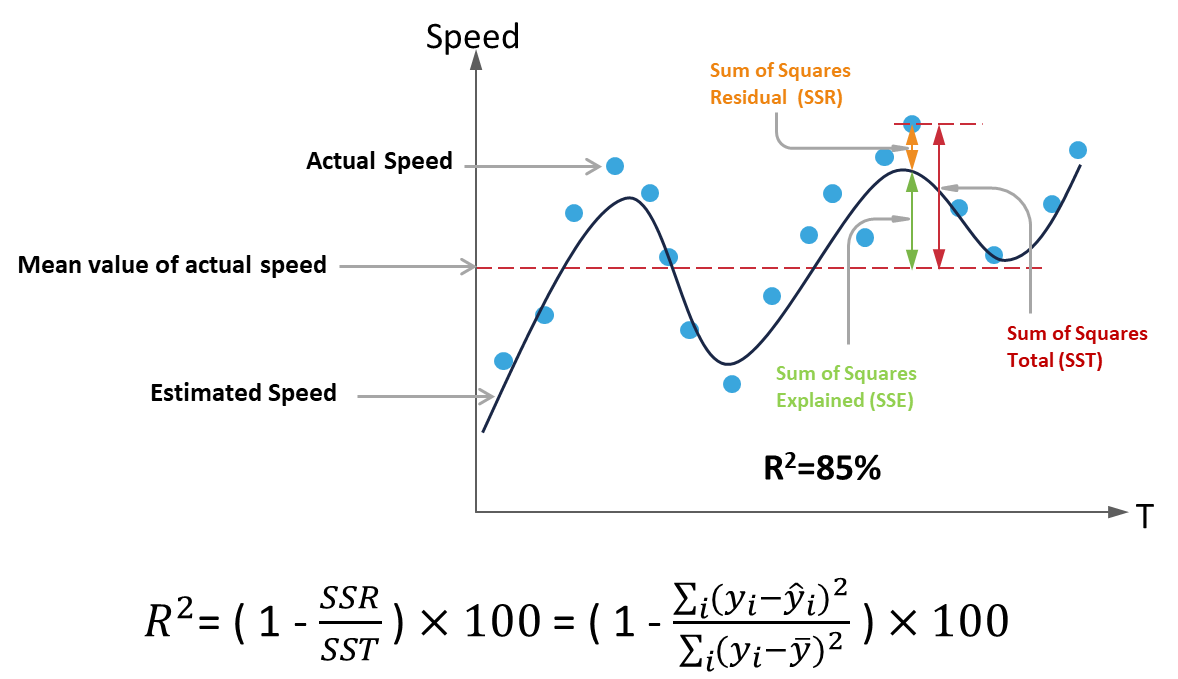 Speed
Sum of Squares
Residual (SSR)
Actual Speed
Mean value of actual speed
Sum of Squares
Total (SST)
Sum of Squares
Explained (SSE)
Estimated Speed
R²=85%
T
R²= ( 1 - SSR/SST ) × 100 = ( 1 - ∑ᵢ(yᵢ−ŷᵢ)²/∑ᵢ(yᵢ−ȳ)² ) × 100